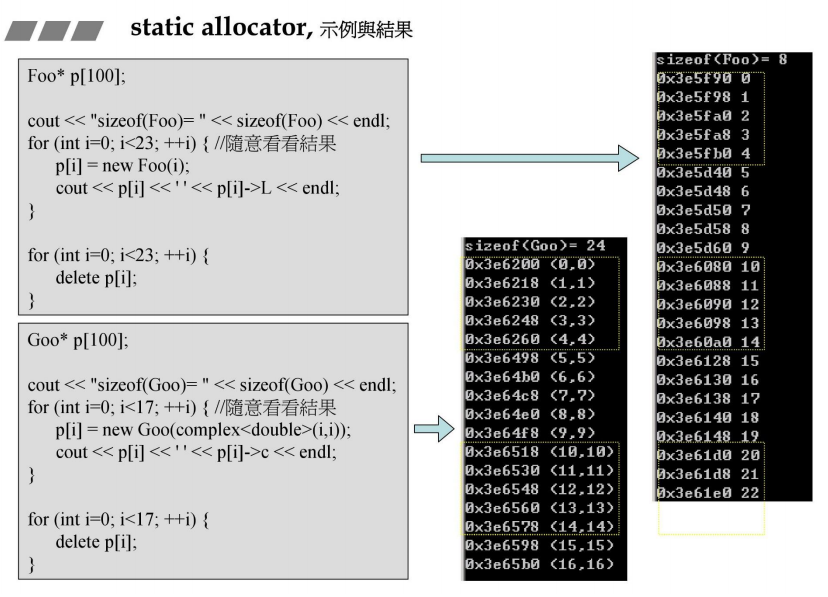 static allocator, 示例與結果
Foo* p[100];
cout << "sizeof(Foo)= " << sizeof(Foo) << endl;
for (int i=0; i<23; ++i) { //隨意看看結果
p[i] = new Foo(i);
cout << p[i] << ' ' << p[i]->L << endl;
}
for (int i=0; i<23; ++i) {
delete p[i];
}
Goo* p[100];
cout << "sizeof(Goo)= " << sizeof(Goo) << endl;
for (int i=0; i<17; ++i) { //隨意看看結果
p[i] = new Goo(complex<double>(i,i));
cout << p[i] << ' ' << p[i]->c << endl;
}
for (int i=0; i<17; ++i) {
delete p[i];
}
sizeof(Goo)= 24
0x3e6200 (0,0)
0x3e6218 (1,1)
0x3e6230 (2,2)
0x3e6248 (3,3)
0x3e6260 (4,4)
0x3e6498 (5,5)
0x3e64b0 (6,6)
0x3e64c8 (7,7)
0x3e64e0 (8,8)
0x3e64f8 (9,9)
0x3e6518 (10,10)
0x3e6530 (11,11)
0x3e6548 (12,12)
0x3e6560 (13,13)
0x3e6578 (14,14)
0x3e6598 (15,15)
0x3e65b0 (16,16)
sizeof(Foo)= 8
0x3e5f90 0
0x3e5f98 1
0x3e5fa0 2
0x3e5fa8 3
0x3e5fb0 4
0x3e5d40 5
0x3e5d48 6
0x3e5d50 7
0x3e5d58 8
0x3e5d60 9
0x3e6080 10
0x3e6088 11
0x3e6090 12
0x3e6098 13
0x3e60a0 14
0x3e6128 15
0x3e6130 16
0x3e6138 17
0x3e6140 18
0x3e6148 19
0x3e61d0 20
0x3e61d8 21
0x3e61e0 22